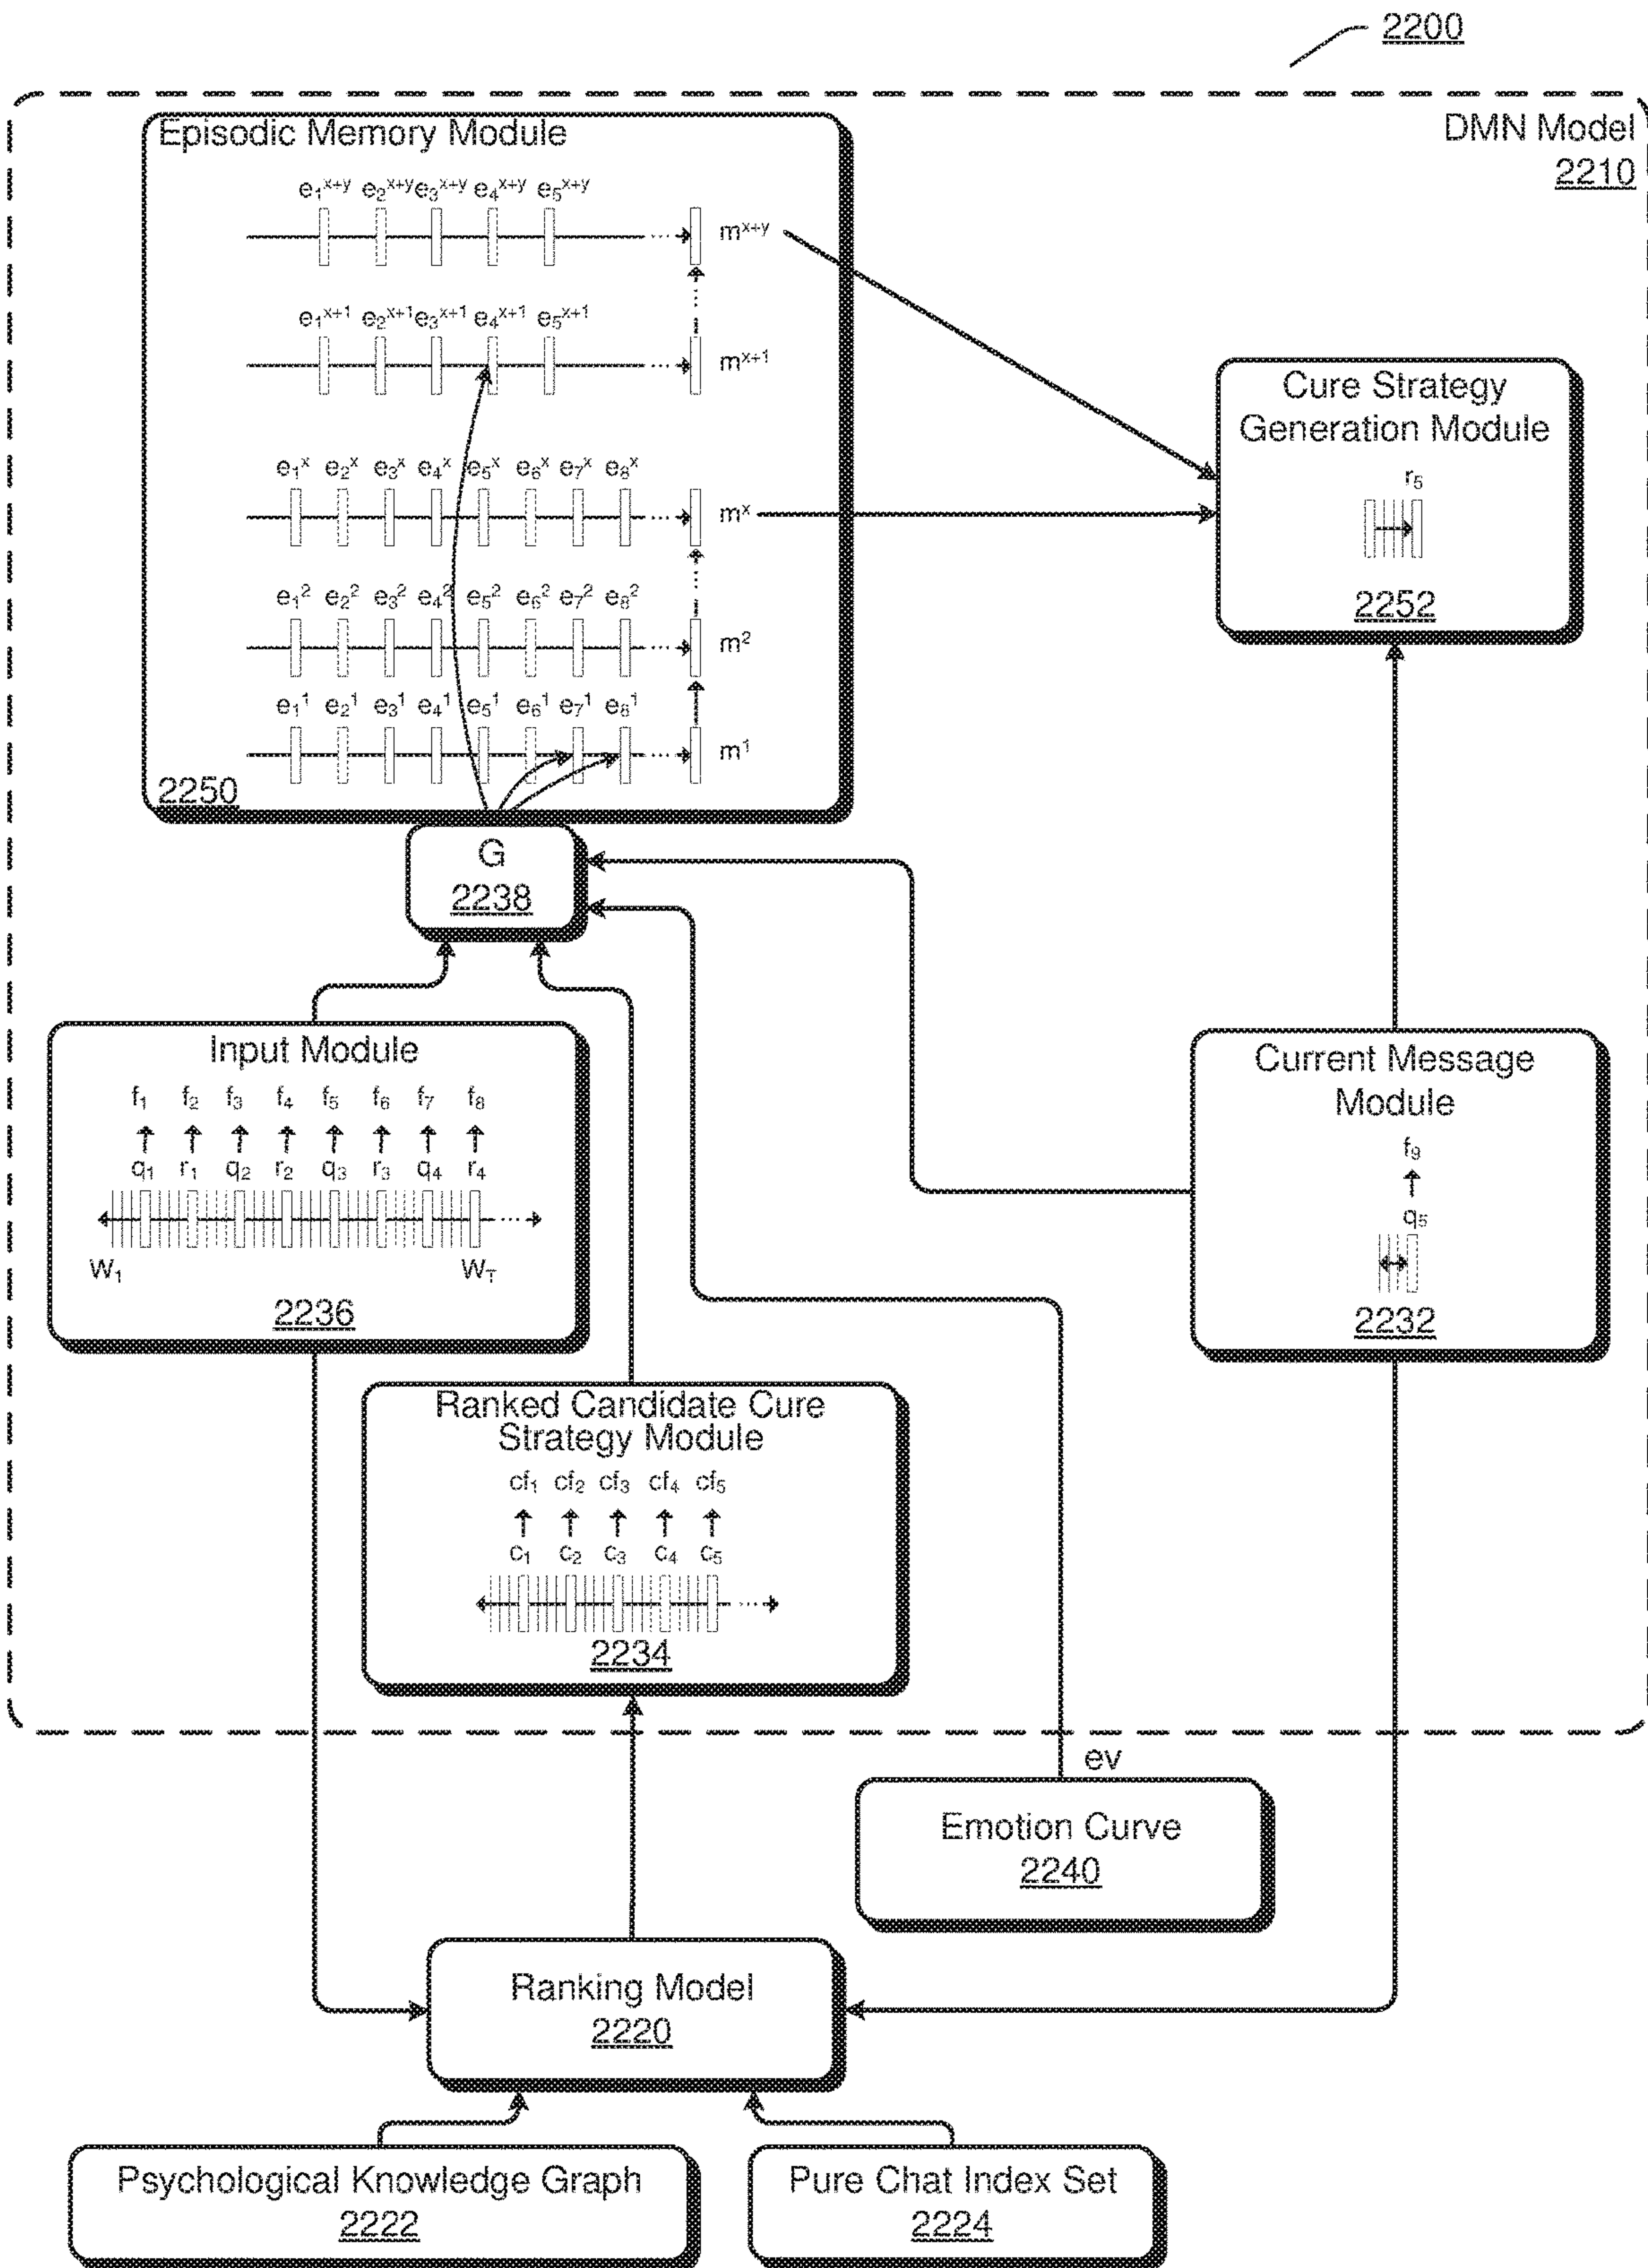 2200
DMN Model
2210
Episodic Memory Module
e₁ˣ⁺ʸ e₂ˣ⁺ʸ e₃ˣ⁺ʸ e₄ˣ⁺ʸ e₅ˣ⁺ʸ
mˣ⁺ʸ
e₁ˣ⁺¹ e₂ˣ⁺¹ e₃ˣ⁺¹ e₄ˣ⁺¹ e₅ˣ⁺¹
mˣ⁺¹
e₁ˣ e₂ˣ e₃ˣ e₄ˣ e₅ˣ e₆ˣ e₇ˣ e₈ˣ
mˣ
e₁² e₂² e₃² e₄² e₅² e₆² e₇² e₈²
m²
e₁¹ e₂¹ e₃¹ e₄¹ e₅¹ e₆¹ e₇¹ e₈¹
m¹
2250
Cure Strategy
Generation Module
r₅
2252
G
2238
Input Module
f₁ f₂ f₃ f₄ f₅ f₆ f₇ f₈
q₁ r₁ q₂ r₂ q₃ r₃ q₄ r₄
W₁ W_T
2236
Current Message
Module
f₉
q₅
2232
Ranked Candidate Cure
Strategy Module
cf₁ cf₂ cf₃ cf₄ cf₅
c₁ c₂ c₃ c₄ c₅
2234
ev
Emotion Curve
2240
Ranking Model
2220
Psychological Knowledge Graph
2222
Pure Chat Index Set
2224